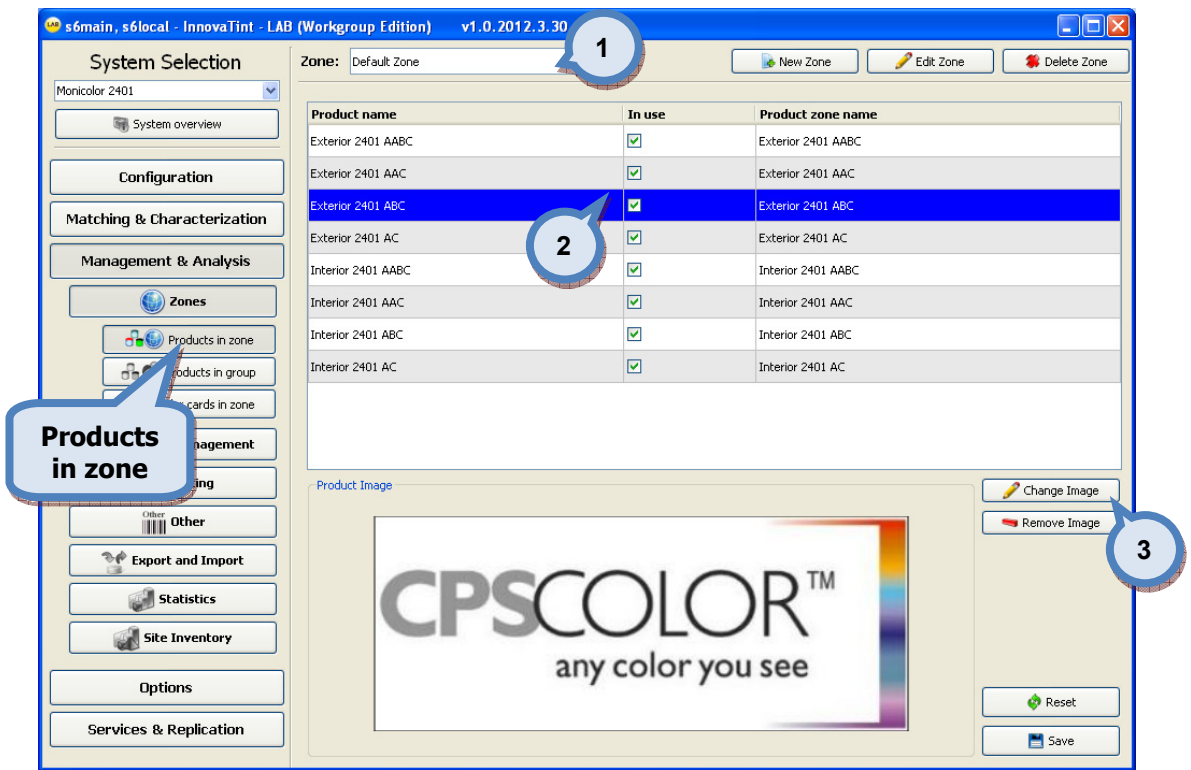 LAB s6main, s6local - InnovaTint - LAB (Workgroup Edition) v1.0.2012.3.30
1
System Selection
Monicolor 2401
System overview
Configuration
Matching & Characterization
Management & Analysis
Zones
Products in zone
roducts in group
cards in zone
nagement
ing
Other Other
Export and Import
Statistics
Site Inventory
Options
Services & Replication
Products
in zone
Zone: Default Zone
New Zone
Edit Zone
Delete Zone
Product name In use Product zone name
Exterior 2401 AABC Exterior 2401 AABC
Exterior 2401 AAC Exterior 2401 AAC
Exterior 2401 ABC Exterior 2401 ABC
Exterior 2401 AC Exterior 2401 AC
Interior 2401 AABC Interior 2401 AABC
Interior 2401 AAC Interior 2401 AAC
Interior 2401 ABC Interior 2401 ABC
Interior 2401 AC Interior 2401 AC
2
Product Image
CPSCOLOR™
any color you see
Change Image
Remove Image
3
Reset
Save